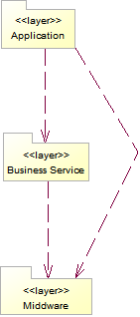 <<layer>>
Application
<<layer>>
Business Service
<<layer>>
Middware